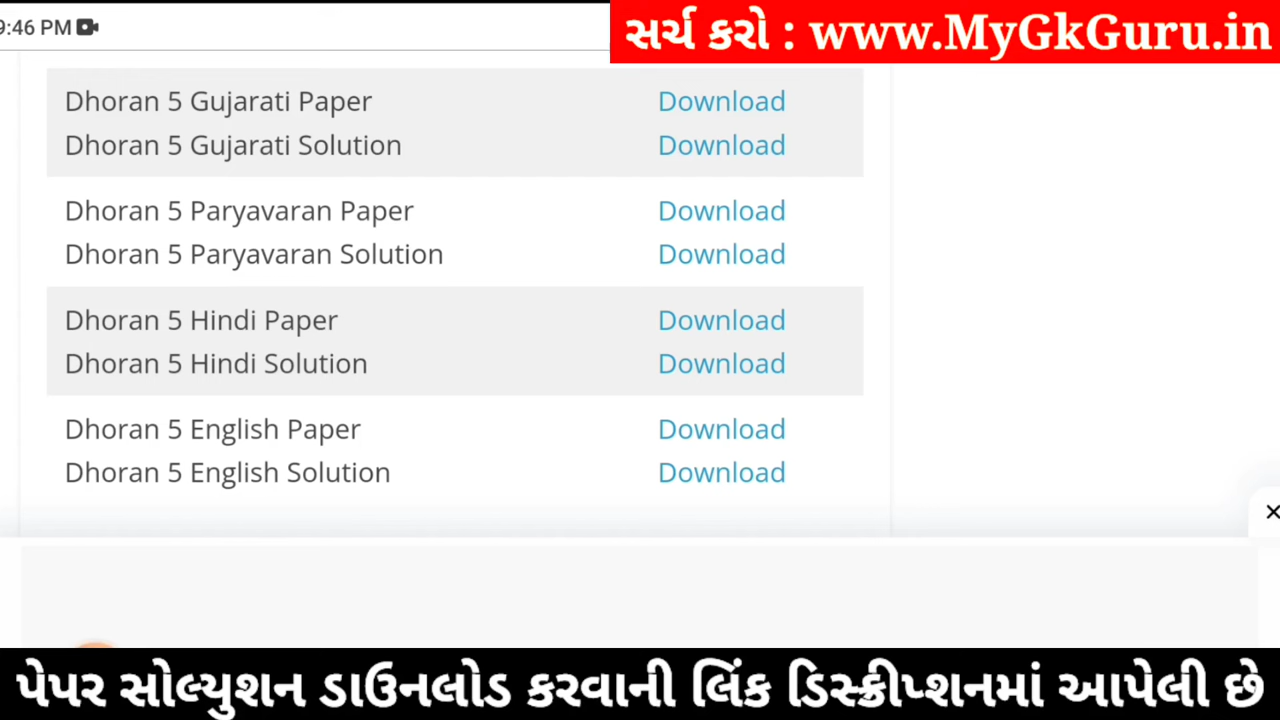 9:46 PM
સર્ચ કરો : www.MyGkGuru.in
Dhoran 5 Gujarati Paper Download
Dhoran 5 Gujarati Solution Download
Dhoran 5 Paryavaran Paper Download
Dhoran 5 Paryavaran Solution Download
Dhoran 5 Hindi Paper Download
Dhoran 5 Hindi Solution Download
Dhoran 5 English Paper Download
Dhoran 5 English Solution Download
પેપર સોલ્યુશન ડાઉનલોડ કરવાની લિંક ડિસ્ક્રીપ્શનમાં આપેલી છે